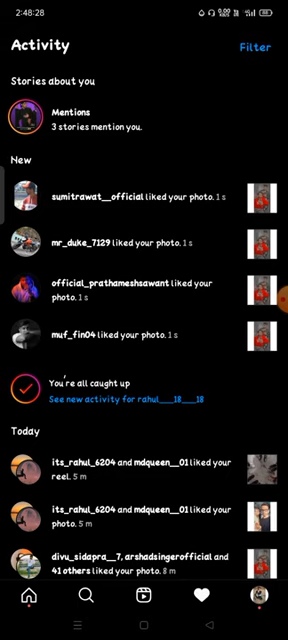 2:48:28
Activity
Filter
Stories about you
Mentions
3 stories mention you.
New
sumitrawat__official liked your photo. 1 s
mr_duke_7129 liked your photo. 1 s
official_prathameshsawant liked your
photo. 1 s
muf_fin04 liked your photo. 1 s
You're all caught up
See new activity for rahul___18___18
Today
its_rahul_6204 and mdqueen__01 liked your
reel. 5 m
its_rahul_6204 and mdqueen__01 liked your
photo. 5 m
divu_sidapra__7, arshadsingerofficial and
41 others liked your photo. 8 m